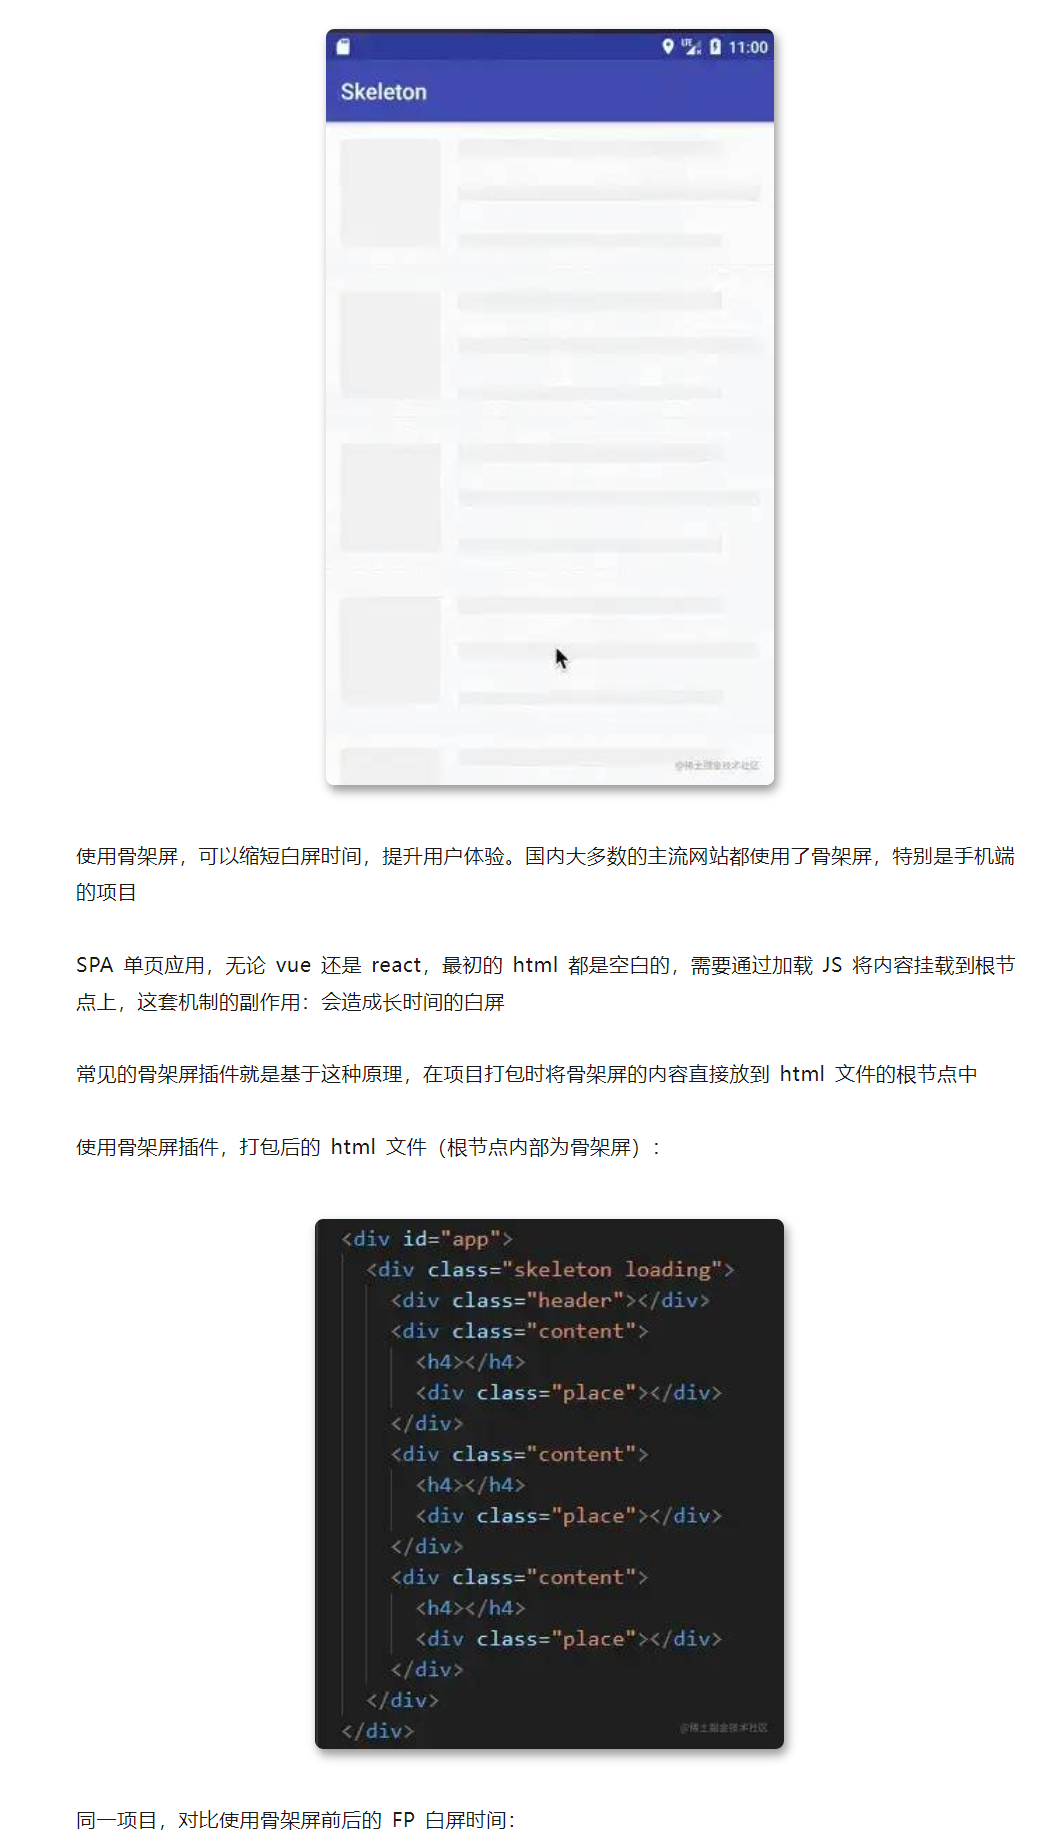 LTE 11:00
Skeleton
@稀土掘金技术社区
使用骨架屏，可以缩短白屏时间，提升用户体验。国内大多数的主流网站都使用了骨架屏，特别是手机端
的项目
SPA 单页应用，无论 vue 还是 react，最初的 html 都是空白的，需要通过加载 JS 将内容挂载到根节
点上，这套机制的副作用：会造成长时间的白屏
常见的骨架屏插件就是基于这种原理，在项目打包时将骨架屏的内容直接放到 html 文件的根节点中
使用骨架屏插件，打包后的 html 文件（根节点内部为骨架屏）：
<div id="app">
<div class="skeleton loading">
<div class="header"></div>
<div class="content">
<h4></h4>
<div class="place"></div>
</div>
<div class="content">
<h4></h4>
<div class="place"></div>
</div>
<div class="content">
<h4></h4>
<div class="place"></div>
</div>
</div>
</div>
@稀土掘金技术社区
同一项目，对比使用骨架屏前后的 FP 白屏时间：